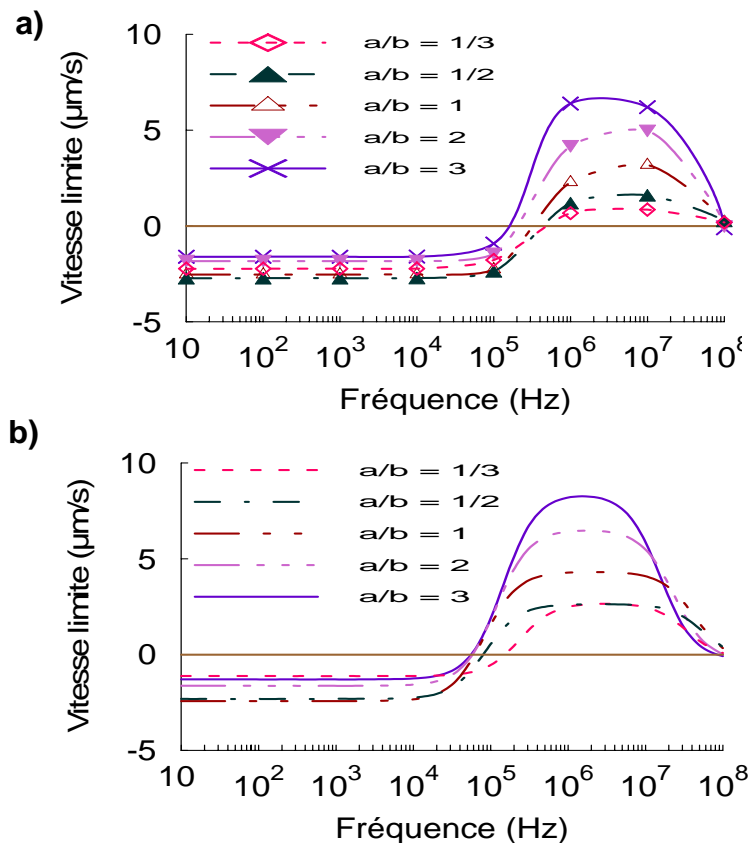 a)
10
5
0
-5
Vitesse limite (µm/s)
a/b = 1/3
a/b = 1/2
a/b = 1
a/b = 2
a/b = 3
10 10² 10³ 10⁴ 10⁵ 10⁶ 10⁷ 10⁸
Fréquence (Hz)
b)
10
5
0
-5
Vitesse limite (µm/s)
a/b = 1/3
a/b = 1/2
a/b = 1
a/b = 2
a/b = 3
10 10² 10³ 10⁴ 10⁵ 10⁶ 10⁷ 10⁸
Fréquence (Hz)